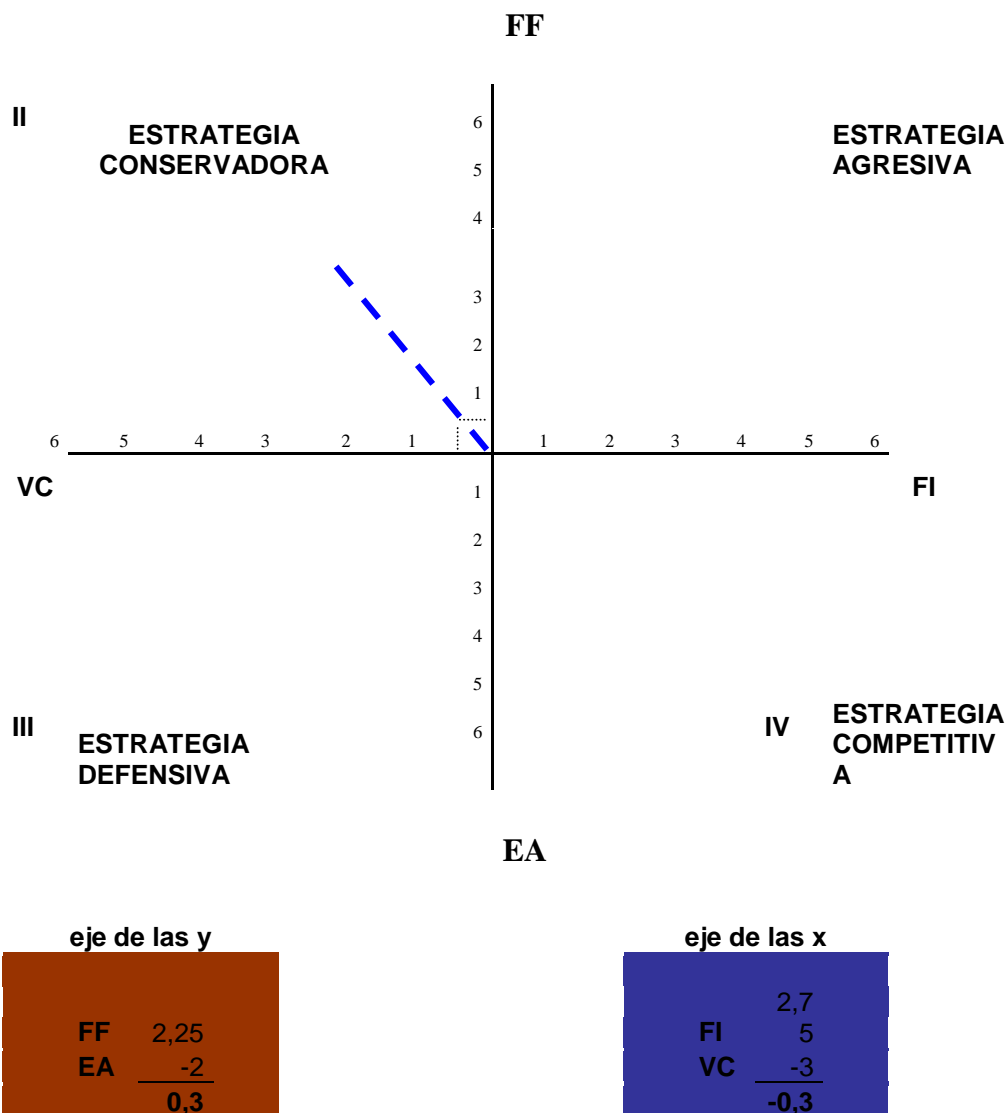 FF
II
ESTRATEGIA
CONSERVADORA
ESTRATEGIA
AGRESIVA
6
5
4
3
2
1
6 5 4 3 2 1 1 2 3 4 5 6
VC
FI
1
2
3
4
5
6
III
ESTRATEGIA
DEFENSIVA
IV
ESTRATEGIA
COMPETITIV
A
EA
eje de las y
FF 2,25
EA -2
0,3
eje de las x
2,7
FI 5
VC -3
-0,3